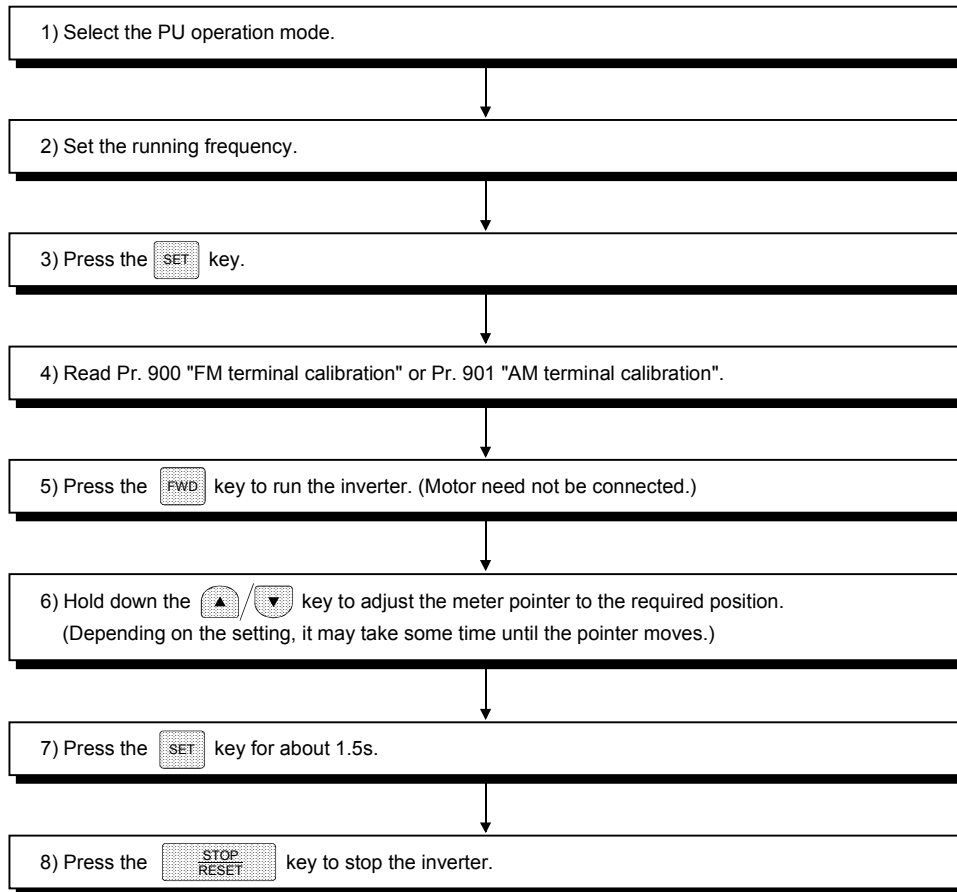 1) Select the PU operation mode.
2) Set the running frequency.
3) Press the SET key.
4) Read Pr. 900 "FM terminal calibration" or Pr. 901 "AM terminal calibration".
5) Press the FWD key to run the inverter. (Motor need not be connected.)
6) Hold down the ▲/▼ key to adjust the meter pointer to the required position.
(Depending on the setting, it may take some time until the pointer moves.)
7) Press the SET key for about 1.5s.
8) Press the STOP RESET key to stop the inverter.